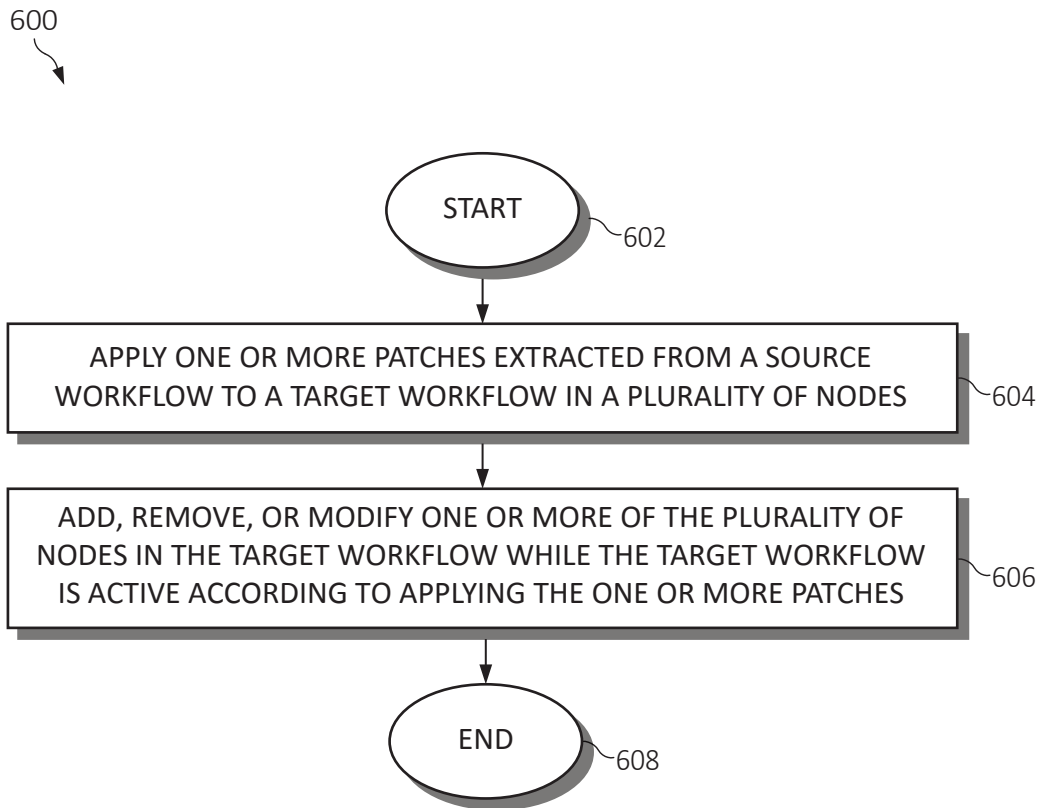 600
START
602
APPLY ONE OR MORE PATCHES EXTRACTED FROM A SOURCE
WORKFLOW TO A TARGET WORKFLOW IN A PLURALITY OF NODES
604
ADD, REMOVE, OR MODIFY ONE OR MORE OF THE PLURALITY OF
NODES IN THE TARGET WORKFLOW WHILE THE TARGET WORKFLOW
IS ACTIVE ACCORDING TO APPLYING THE ONE OR MORE PATCHES
606
END
608